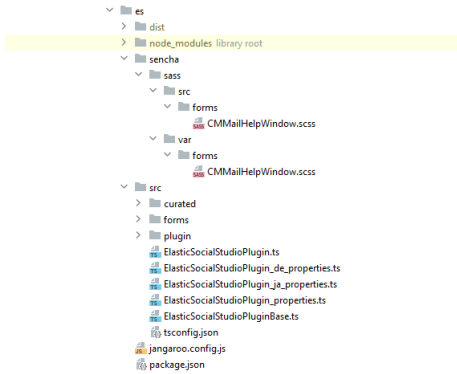 es
dist
node_modules library root
sencha
sass
src
forms
CMMailHelpWindow.scss
var
forms
CMMailHelpWindow.scss
src
curated
forms
plugin
ElasticSocialStudioPlugin.ts
ElasticSocialStudioPlugin_de_properties.ts
ElasticSocialStudioPlugin_ja_properties.ts
ElasticSocialStudioPlugin_properties.ts
ElasticSocialStudioPluginBase.ts
tsconfig.json
jangaroo.config.js
package.json